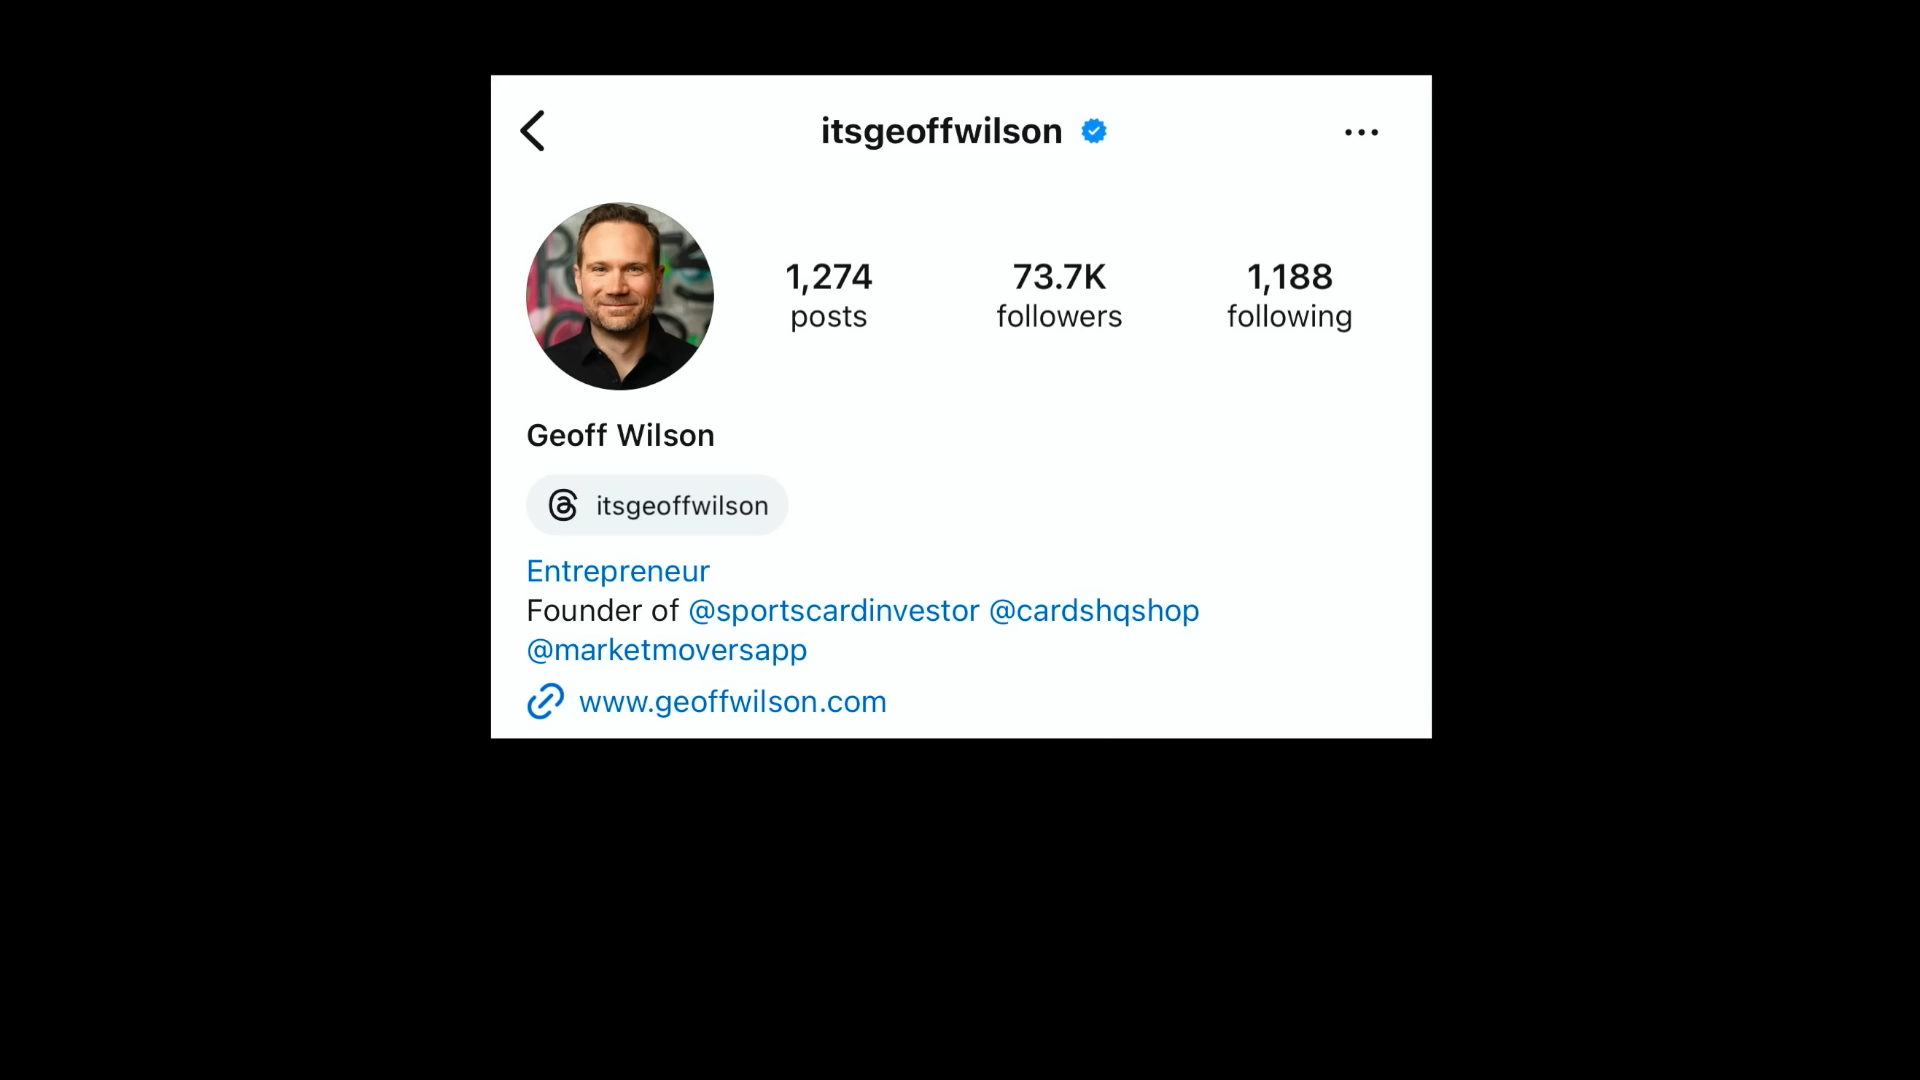 itsgeoffwilson
1,274 73.7K 1,188
posts followers following
Geoff Wilson
itsgeoffwilson
Entrepreneur
Founder of @sportscardinvestor @cardshqshop
@marketmoversapp
www.geoffwilson.com